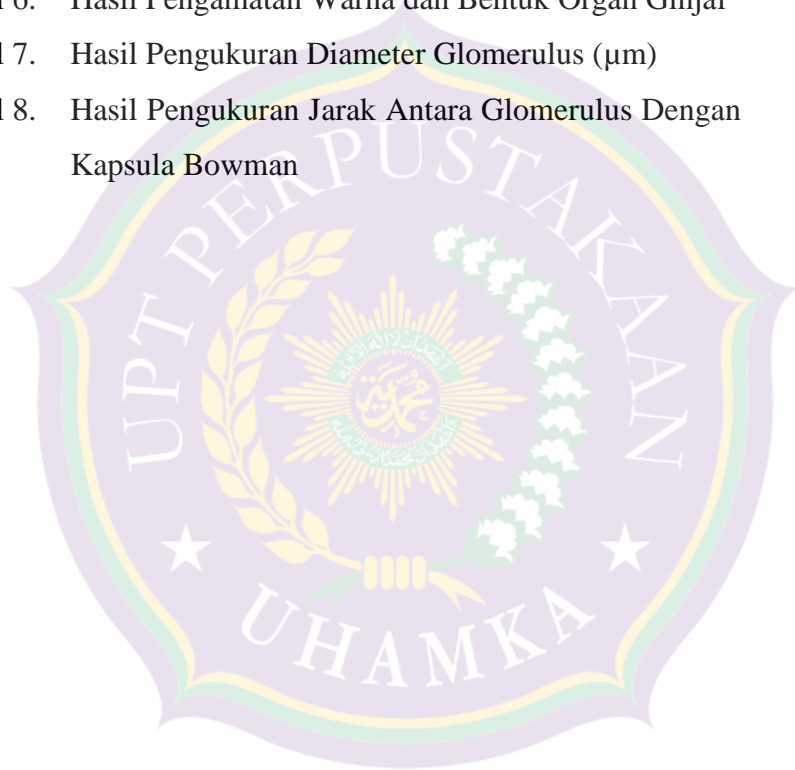 l 6. Hasil Pengamatan Warna dan Bentuk Organ Ginjal
l 7. Hasil Pengukuran Diameter Glomerulus (µm)
l 8. Hasil Pengukuran Jarak Antara Glomerulus Dengan
Kapsula Bowman
UPT PERPUSTAKAAN
UHAMKA